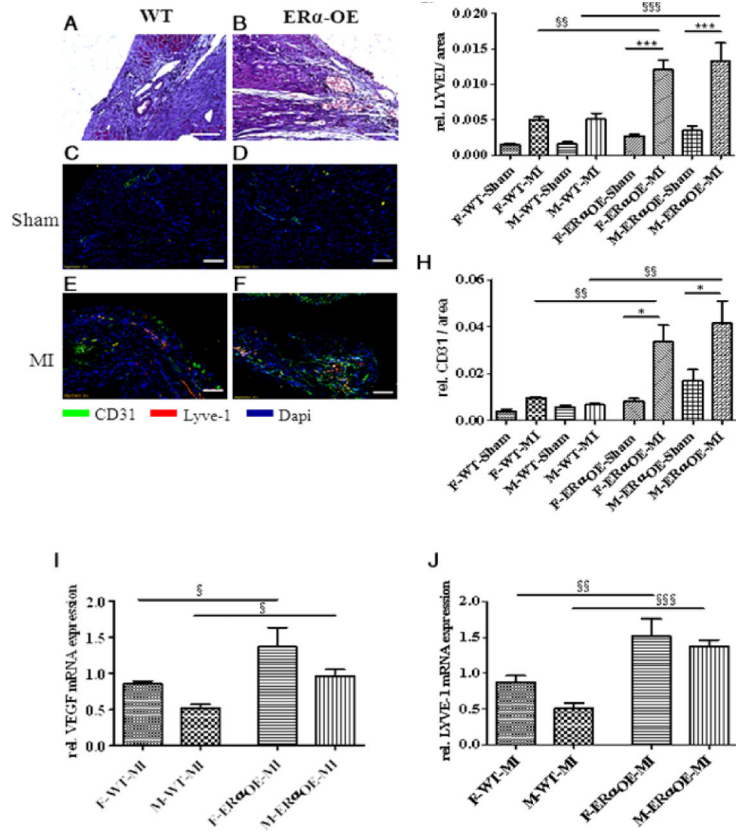 WT ERα-OE
A B
C D
Sham
E F
MI
CD31 Lyve-1 Dapi
§§§
§§ *** ***
rel. LYVE1/ area
0.020
0.015
0.010
0.005
0.000
F-WT-Sham
F-WT-MI
M-WT-Sham
M-WT-MI
F-ERαOE-Sham
F-ERαOE-MI
M-ERαOE-Sham
M-ERαOE-MI
H
§§
§§ * *
rel. CD31/ area
0.06
0.04
0.02
0.00
F-WT-Sham
F-WT-MI
M-WT-Sham
M-WT-MI
F-ERαOE-Sham
F-ERαOE-MI
M-ERαOE-Sham
M-ERαOE-MI
I
§
§
rel. VEGF mRNA expression
2.0
1.5
1.0
0.5
0.0
F-WT-MI
M-WT-MI
F-ERαOE-MI
M-ERαOE-MI
J
§§
§§§
rel. LYVE-1 mRNA expression
2.0
1.5
1.0
0.5
0.0
F-WT-MI
M-WT-MI
F-ERαOE-MI
M-ERαOE-MI